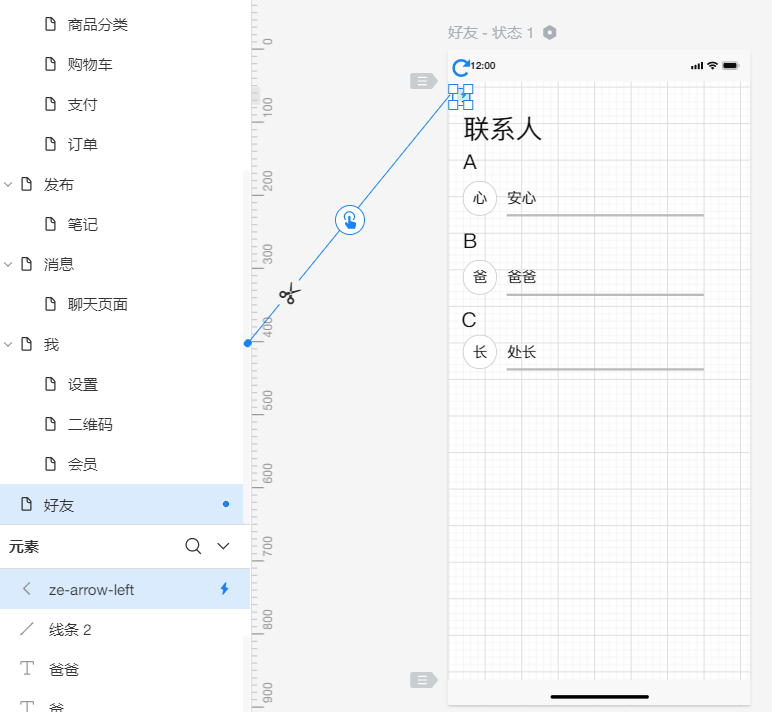 商品分类
购物车
支付
订单
发布
笔记
消息
聊天页面
我
设置
二维码
会员
好友
元素
ze-arrow-left
线条 2
爸爸
爸
0
100
200
300
400
500
600
700
800
900
好友 - 状态 1
12:00
联系人
A
心 安心
B
爸 爸爸
C
长 处长